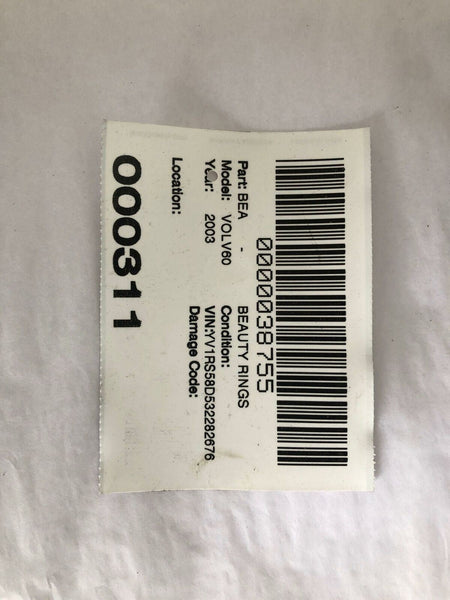 0000038755
Part: BEA - BEAUTY RINGS
Model: VOLV60 Condition:
Year: 2003 VIN:YV1RS58D532282676
Damage Code:
Location:
000311